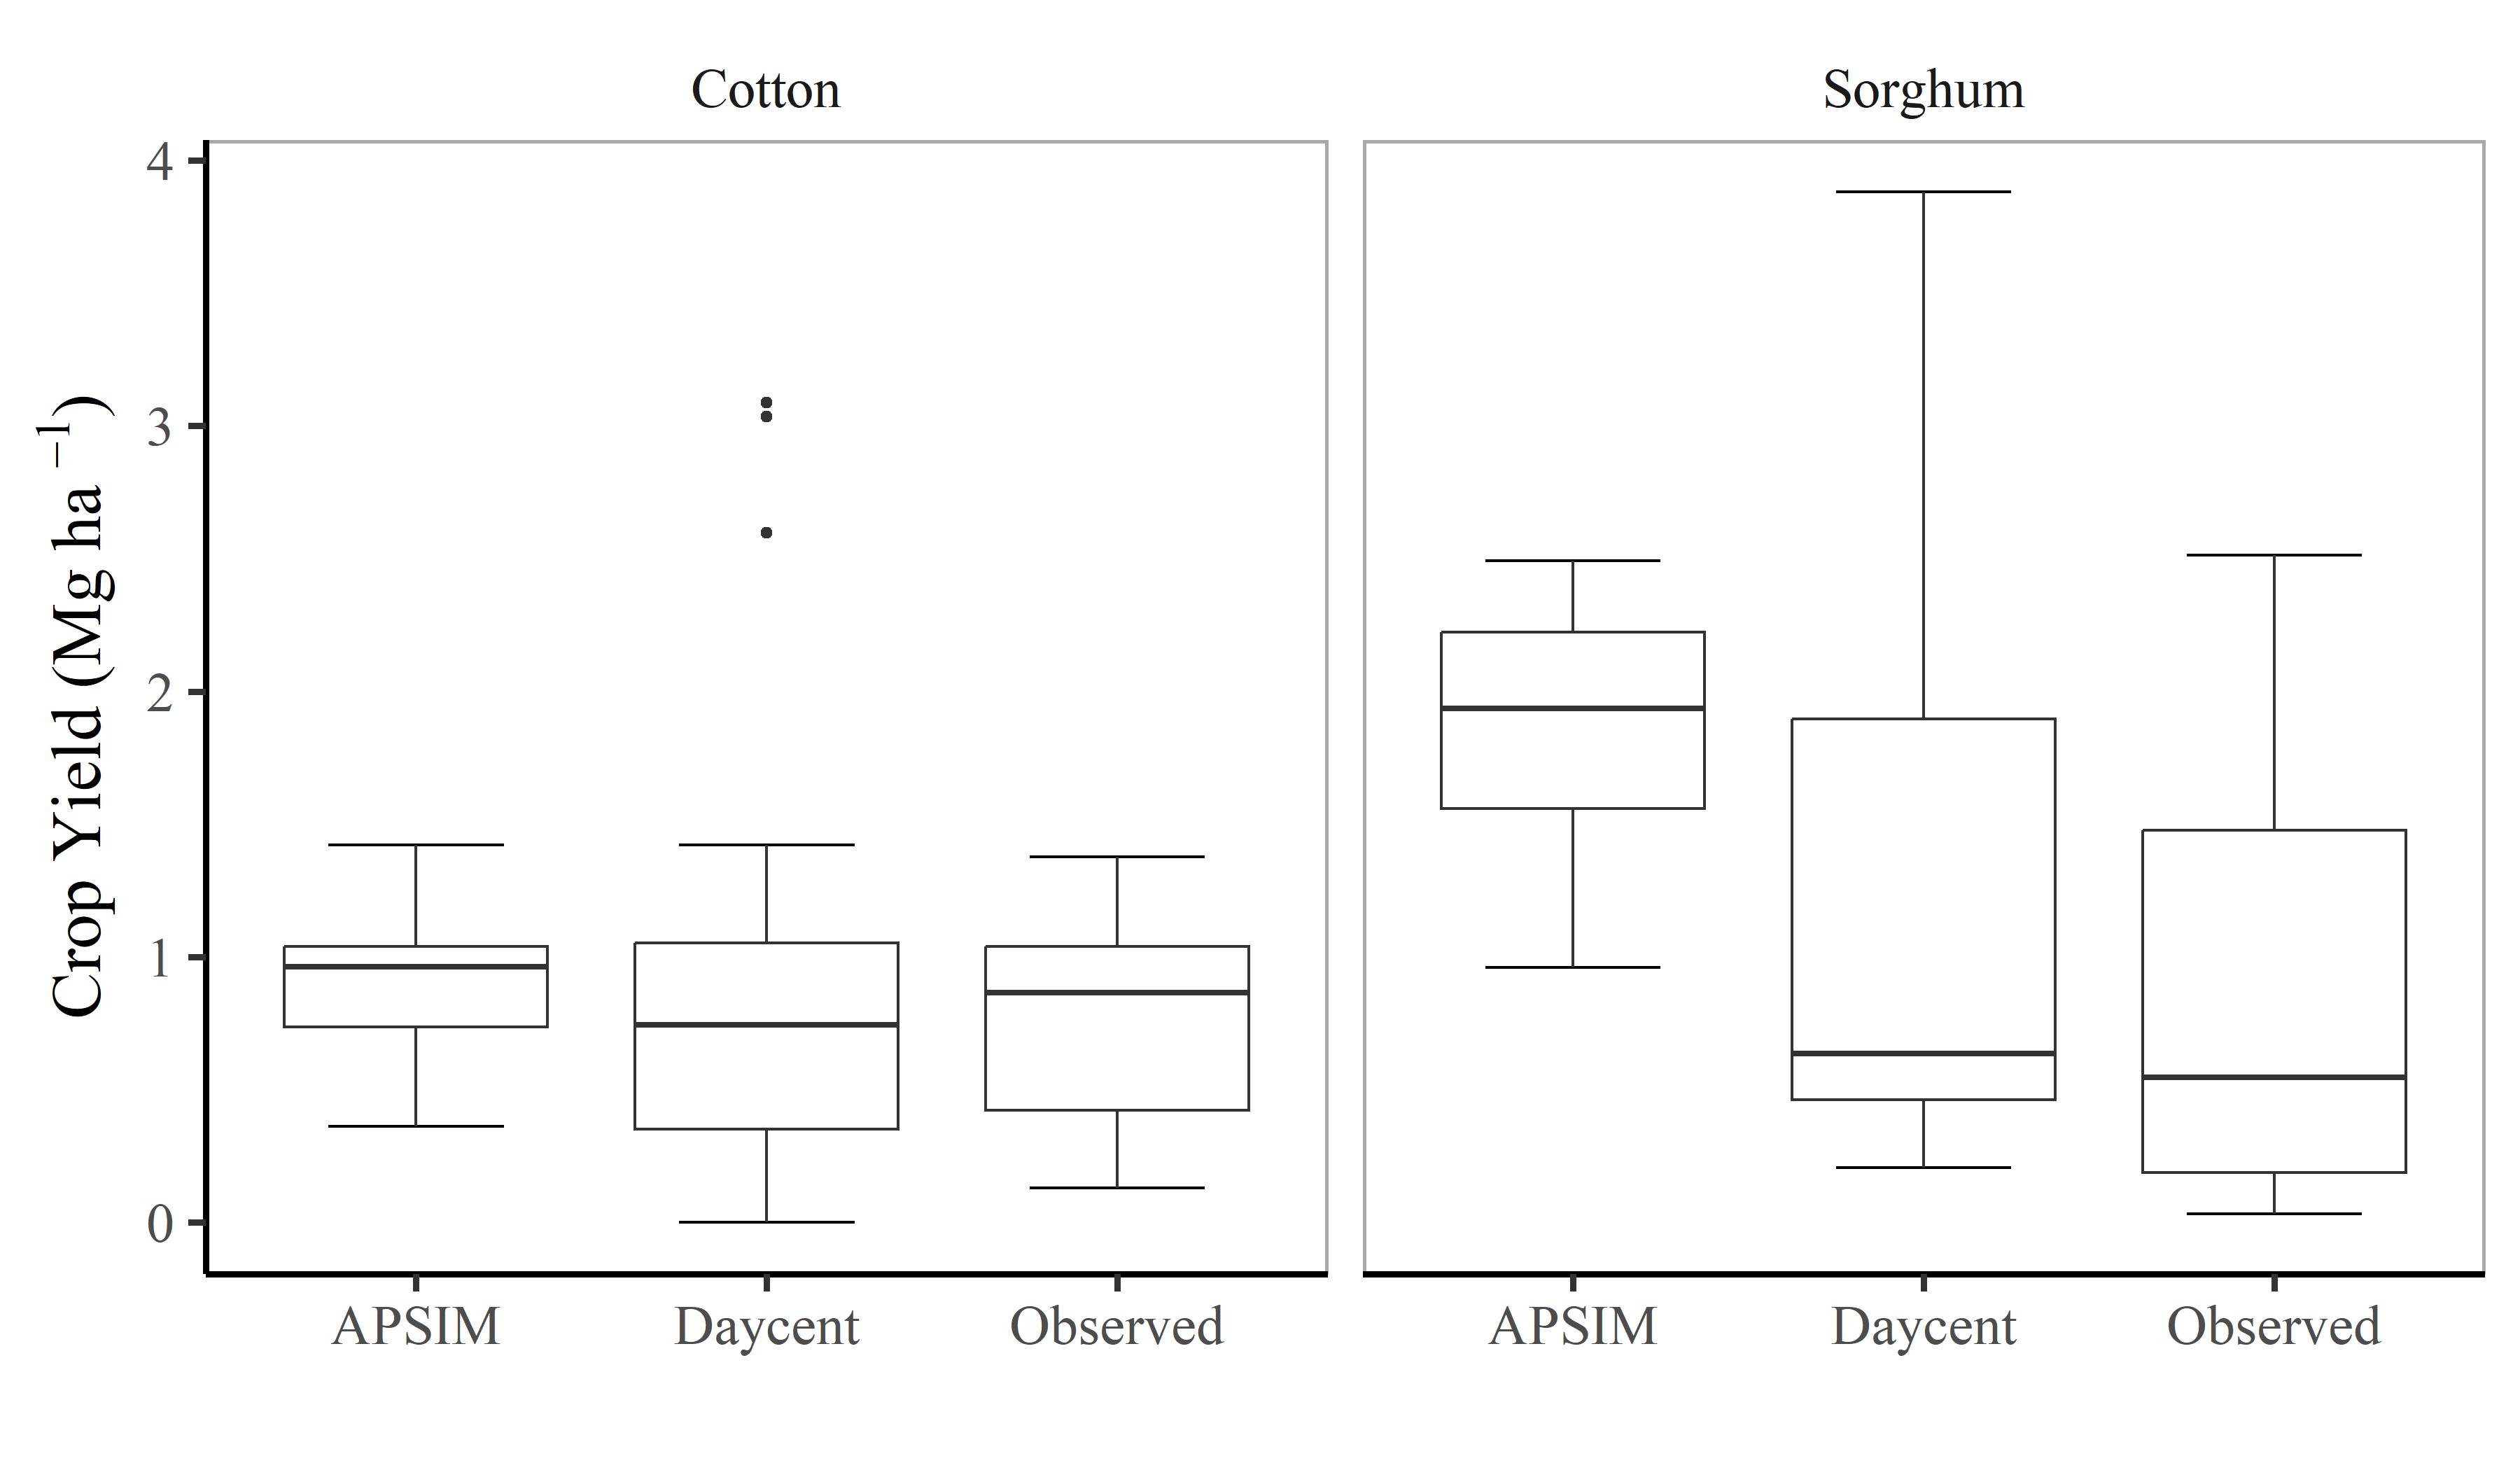 Cotton
Sorghum
Crop Yield (Mg ha −1)
4
3
2
1
0
APSIM Daycent Observed
APSIM Daycent Observed